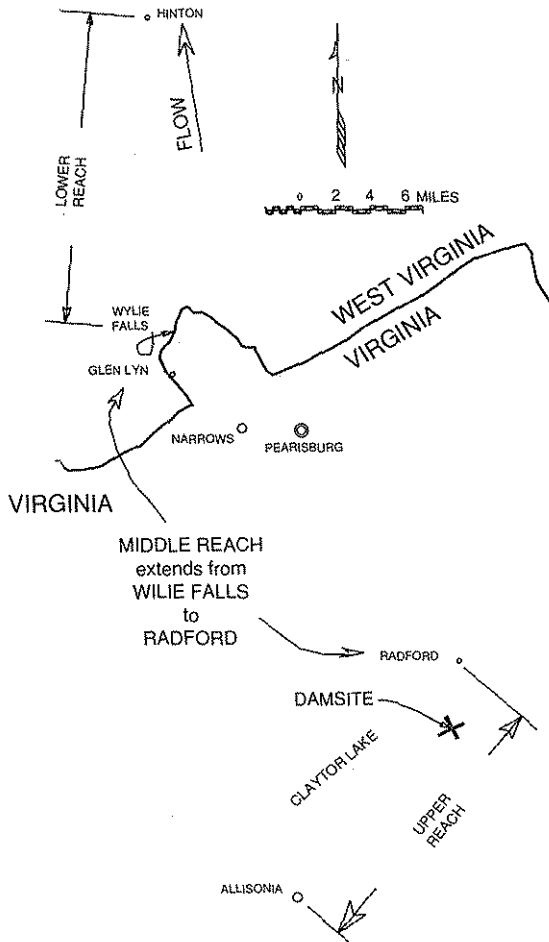 HINTON
FLOW
N
LOWER
REACH
0 2 4 6 MILES
WEST VIRGINIA
VIRGINIA
WYLIE
FALLS
GLEN LYN
NARROWS
PEARISBURG
VIRGINIA
MIDDLE REACH
extends from
WILIE FALLS
to
RADFORD
RADFORD
DAMSITE
CLAYTOR LAKE
UPPER
REACH
ALLISONIA